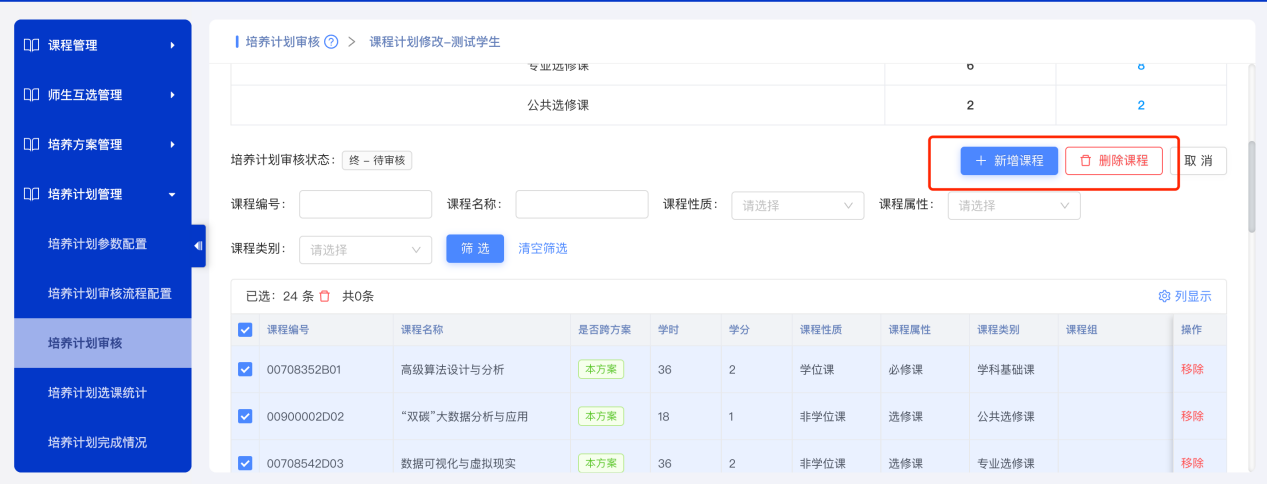 课程管理
师生互选管理
培养方案管理
培养计划管理
培养计划参数配置
培养计划审核流程配置
培养计划审核
培养计划选课统计
培养计划完成情况
培养计划审核 ? > 课程计划修改-测试学生
专业选修课 6 8
公共选修课 2 2
培养计划审核状态: 终 - 待审核 + 新增课程 删除课程 取 消
课程编号: 课程名称: 课程性质: 请选择 课程属性: 请选择
课程类别: 请选择 筛 选 清空筛选
已选: 24 条 共0条 列显示
课程编号 课程名称 是否跨方案 学时 学分 课程性质 课程属性 课程类别 课程组 操作
00708352B01 高级算法设计与分析 本方案 36 2 学位课 必修课 学科基础课 移除
00900002D02 “双碳”大数据分析与应用 本方案 18 1 非学位课 选修课 公共选修课 移除
00708542D03 数据可视化与虚拟现实 本方案 36 2 非学位课 选修课 专业选修课 移除